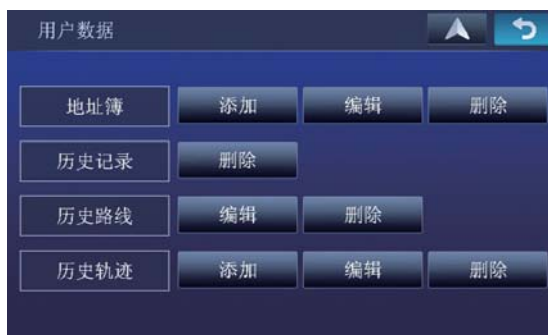 用户数据
地址簿 添加 编辑 删除
历史记录 删除
历史路线 编辑 删除
历史轨迹 添加 编辑 删除